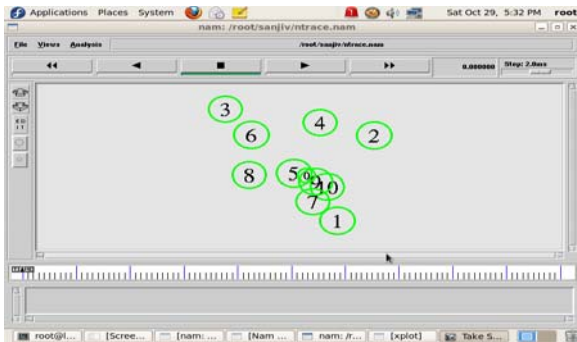 Applications Places System Sat Oct 29, 5:32 PM root
nam: /root/sanjiv/ntrace.nam
File Views Analysis /root/sanjiv/ntrace.nam
0.000000 Step: 2.0ms
3
4
6
2
8
5
9
10
7
1
root@l... [Scree... [nam: ... [Nam ... nam: /r... [xplot] Take S...